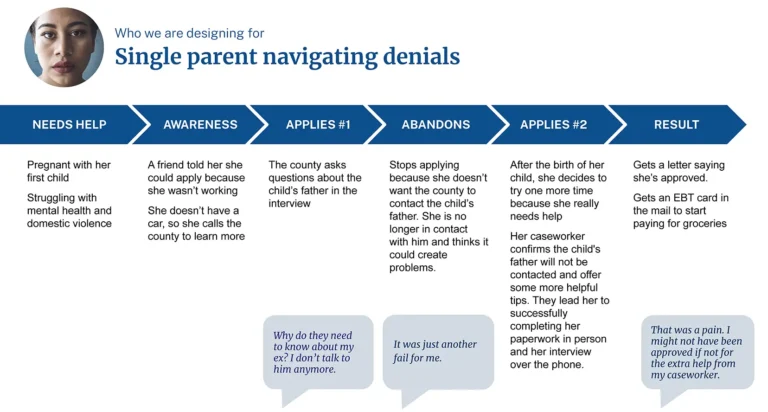 Who we are designing for
Single parent navigating denials
NEEDS HELP
AWARENESS
APPLIES #1
ABANDONS
APPLIES #2
RESULT
Pregnant with her
first child
Struggling with
mental health and
domestic violence
A friend told her she
could apply because
she wasn't working
She doesn't have a
car, so she calls the
county to learn more
The county asks
questions about the
child's father in the
interview
Stops applying
because she doesn't
want the county to
contact the child's
father. She is no
longer in contact
with him and thinks it
could create
problems.
After the birth of her
child, she decides to
try one more time
because she really
needs help
Her caseworker
confirms the child's
father will not be
contacted and offer
some more helpful
tips. They lead her to
successfully
completing her
paperwork in person
and her interview
over the phone.
Gets a letter saying
she's approved.
Gets an EBT card in
the mail to start
paying for groceries
Why do they need
to know about my
ex? I don't talk to
him anymore.
It was just another
fail for me.
That was a pain. I
might not have been
approved if not for
the extra help from
my caseworker.